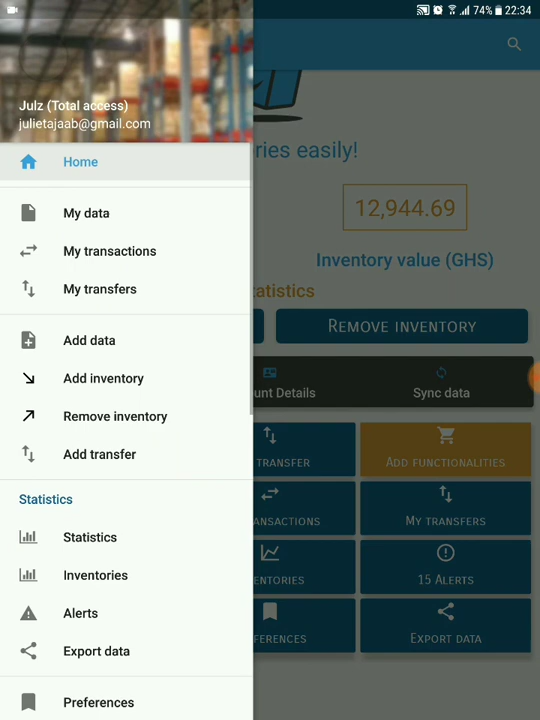 74% 22:34
Julz (Total access)
julietajaab@gmail.com
Home
My data
My transactions
My transfers
Add data
Add inventory
Remove inventory
Add transfer
Statistics
Statistics
Inventories
Alerts
Export data
Preferences
ries easily!
12,944.69
Inventory value (GHS)
tatistics
Remove inventory
unt Details
Sync data
transfer
Add functionalities
ansactions
My transfers
entories
15 Alerts
ferences
Export data